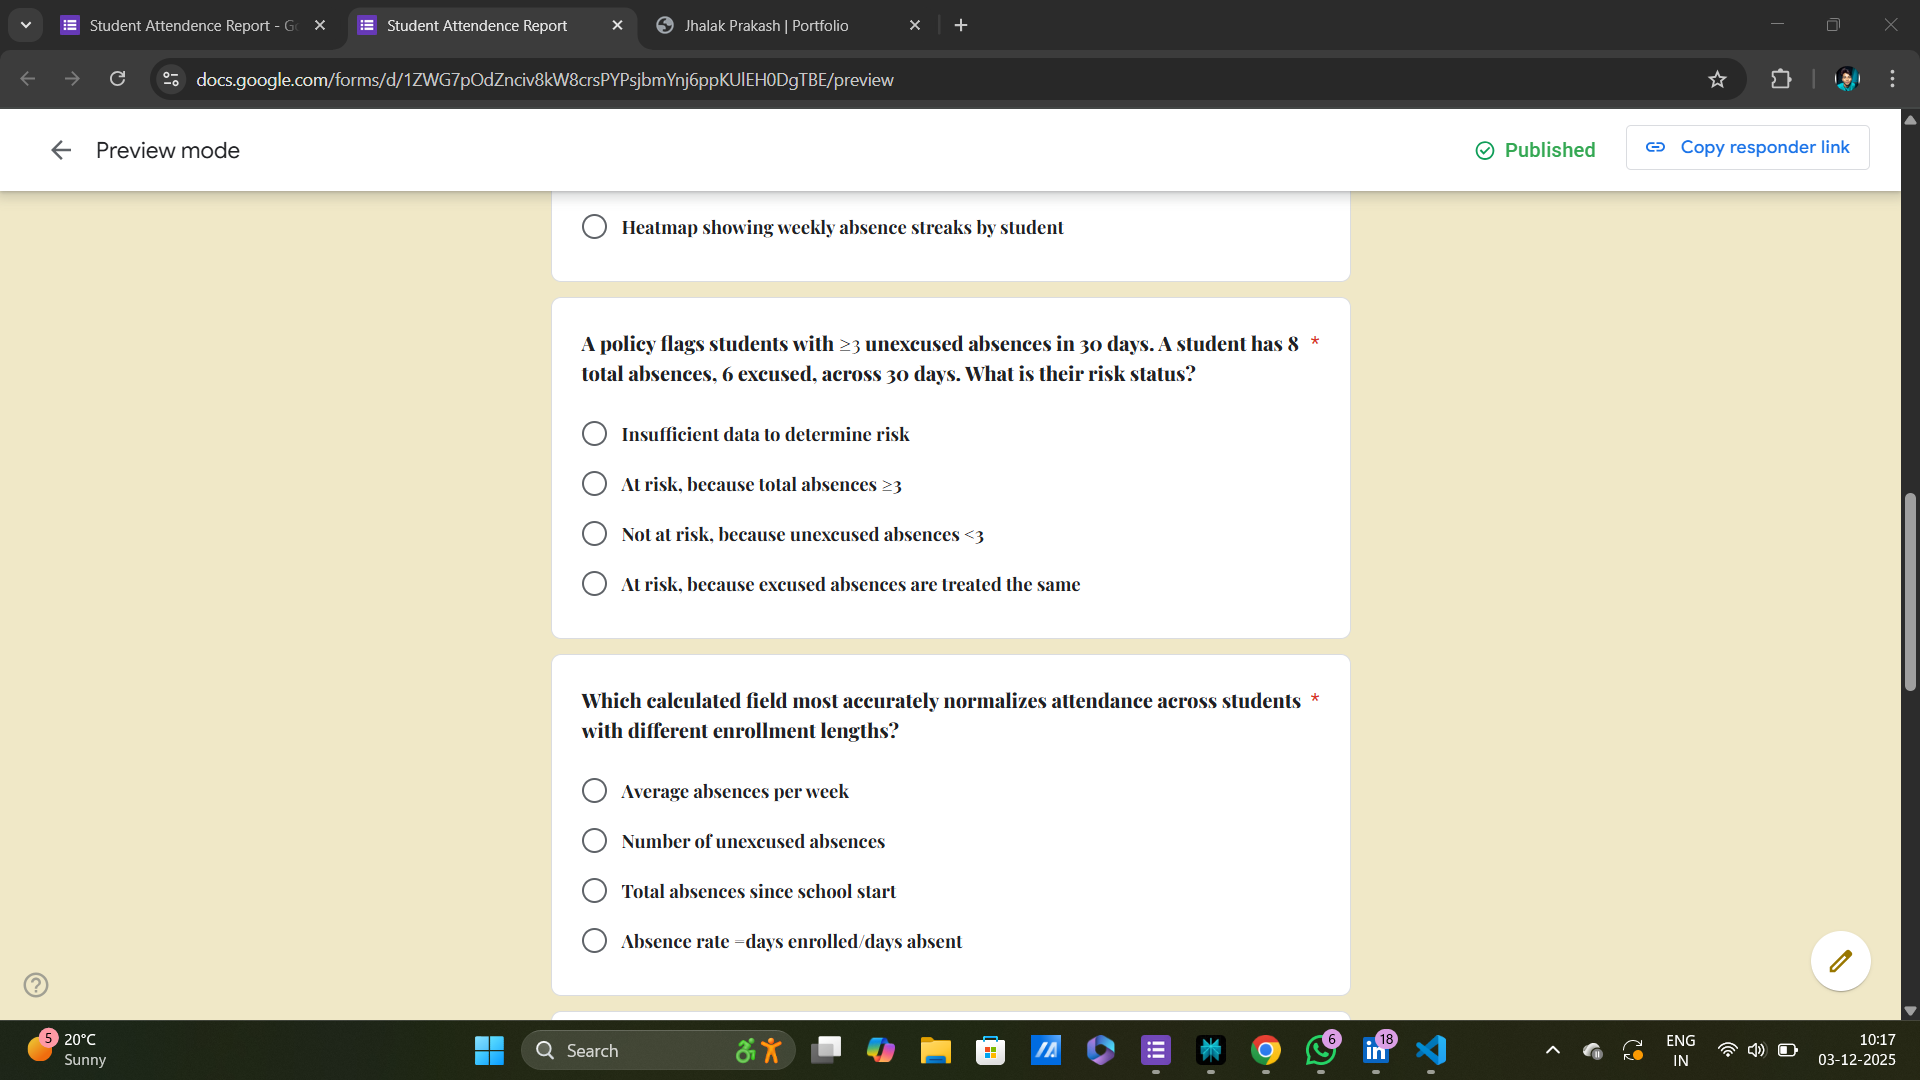 Student Attendence Report - Go
Student Attendence Report
Jhalak Prakash | Portfolio
docs.google.com/forms/d/1ZWG7pOdZnciv8kW8crsPYPsjbmYnj6ppKUlEH0DgTBE/preview
Preview mode
Published
Copy responder link
Heatmap showing weekly absence streaks by student
A policy flags students with ≥3 unexcused absences in 30 days. A student has 8 *
total absences, 6 excused, across 30 days. What is their risk status?
Insufficient data to determine risk
At risk, because total absences ≥3
Not at risk, because unexcused absences <3
At risk, because excused absences are treated the same
Which calculated field most accurately normalizes attendance across students *
with different enrollment lengths?
Average absences per week
Number of unexcused absences
Total absences since school start
Absence rate =days enrolled/days absent
5
20°C
Sunny
Search
6
18
ENG
IN
10:17
03-12-2025